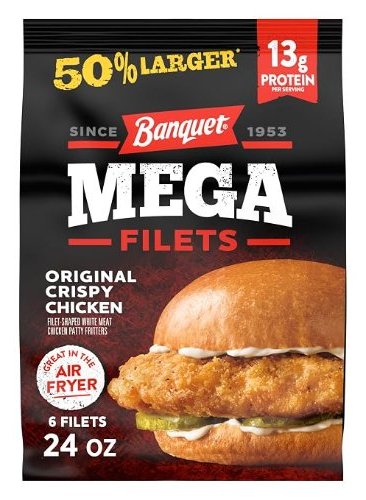 50% LARGER*
13g
PROTEIN
PER SERVING
SINCE Banquet® 1953
MEGA
FILETS
ORIGINAL
CRISPY
CHICKEN
FILET-SHAPED WHITE MEAT
CHICKEN PATTY FRITTERS
GREAT IN THE
AIR
FRYER
6 FILETS
24 OZ